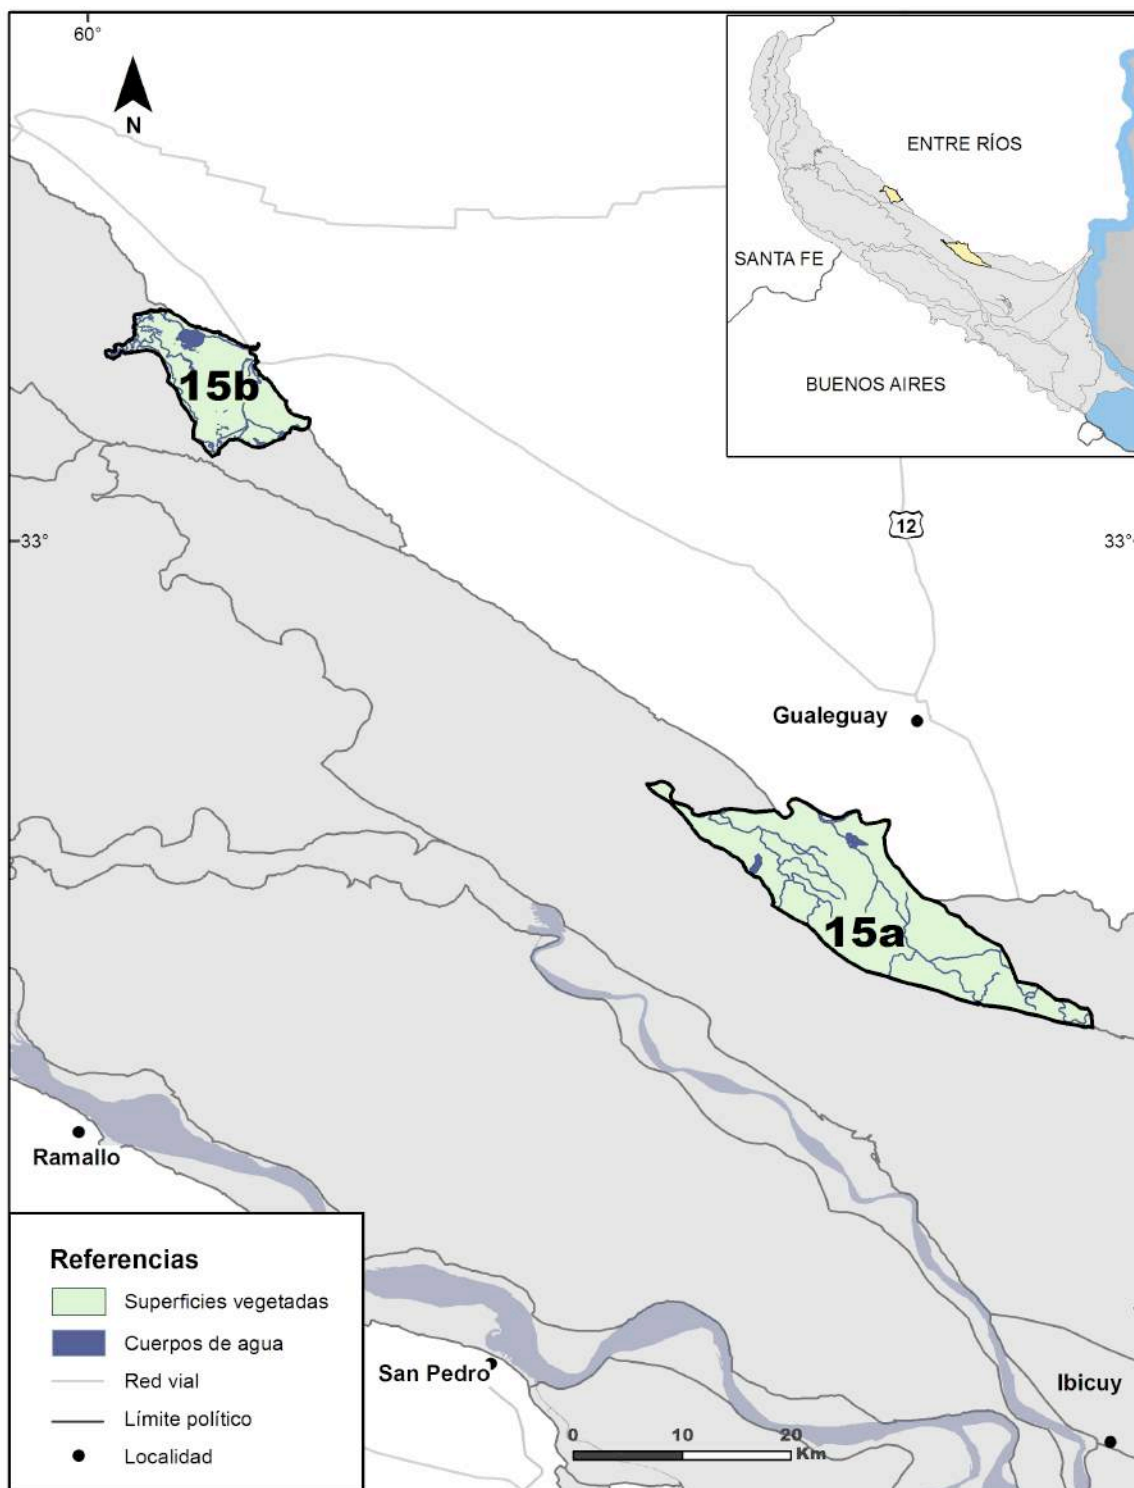 60°
N
ENTRE RÍOS
SANTA FE
BUENOS AIRES
15b
33°
12
33°
Gualeguay
15a
Ramallo
Referencias
Superficies vegetadas
Cuerpos de agua
Red vial
Límite político
Localidad
San Pedro
Ibicuy
0 10 20
Km